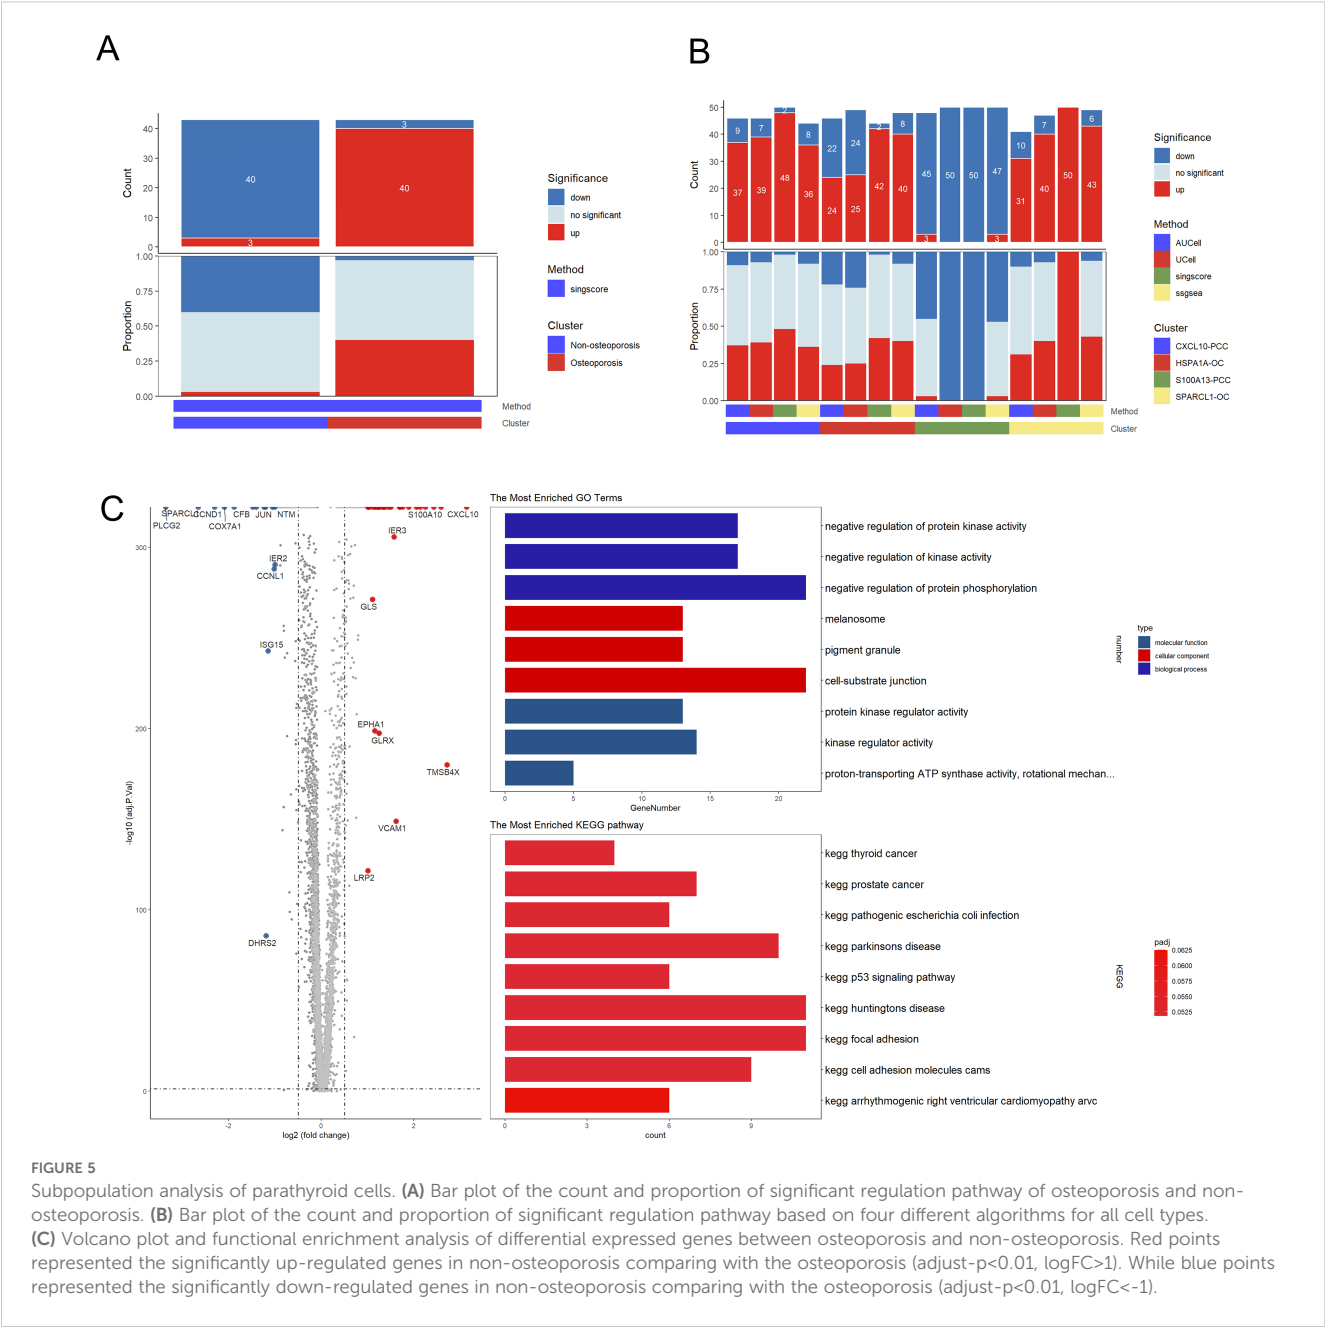 A
40
3
3
40
Count
0
10
20
30
40
Proportion
0.00
0.25
0.50
0.75
1.00
Method
Cluster
Significance
down
no significant
up
Method
singscore
Cluster
Non-osteoporosis
Osteoporosis
B
Count
0
10
20
30
40
50
9 7 2 8 22 24 2 8 45 50 50 47 10 7 6
37 39 48 36 24 25 42 40 3 3 31 40 50 43
Proportion
0.00
0.25
0.50
0.75
1.00
Method
Cluster
Significance
down
no significant
up
Method
AUCell
UCell
singscore
ssgsea
Cluster
CXCL10-PCC
HSPA1A-OC
S100A13-PCC
SPARCL1-OC
C
SPARCL1 CCND1 CFB JUN NTM S100A10 CXCL10
PLCG2 COX7A1
IER3
IER2
CCNL1
GLS
ISG15
EPHA1
GLRX
TMSB4X
VCAM1
LRP2
DHRS2
-log10 (adj.P.Val)
300
200
100
0
-2 0 2
log2 (fold change)
The Most Enriched GO Terms
negative regulation of protein kinase activity
negative regulation of kinase activity
negative regulation of protein phosphorylation
melanosome
pigment granule
cell-substrate junction
protein kinase regulator activity
kinase regulator activity
proton-transporting ATP synthase activity, rotational mechan...
0 5 10 15 20
GeneNumber
number
type
molecular function
cellular component
biological process
The Most Enriched KEGG pathway
kegg thyroid cancer
kegg prostate cancer
kegg pathogenic escherichia coli infection
kegg parkinsons disease
kegg p53 signaling pathway
kegg huntingtons disease
kegg focal adhesion
kegg cell adhesion molecules cams
kegg arrhythmogenic right ventricular cardiomyopathy arvc
0 3 6 9
count
KEGG
padj
0.0625
0.0600
0.0575
0.0550
0.0525
FIGURE 5
Subpopulation analysis of parathyroid cells. (A) Bar plot of the count and proportion of significant regulation pathway of osteoporosis and non-
osteoporosis. (B) Bar plot of the count and proportion of significant regulation pathway based on four different algorithms for all cell types.
(C) Volcano plot and functional enrichment analysis of differential expressed genes between osteoporosis and non-osteoporosis. Red points
represented the significantly up-regulated genes in non-osteoporosis comparing with the osteoporosis (adjust-p<0.01, logFC>1). While blue points
represented the significantly down-regulated genes in non-osteoporosis comparing with the osteoporosis (adjust-p<0.01, logFC<-1).